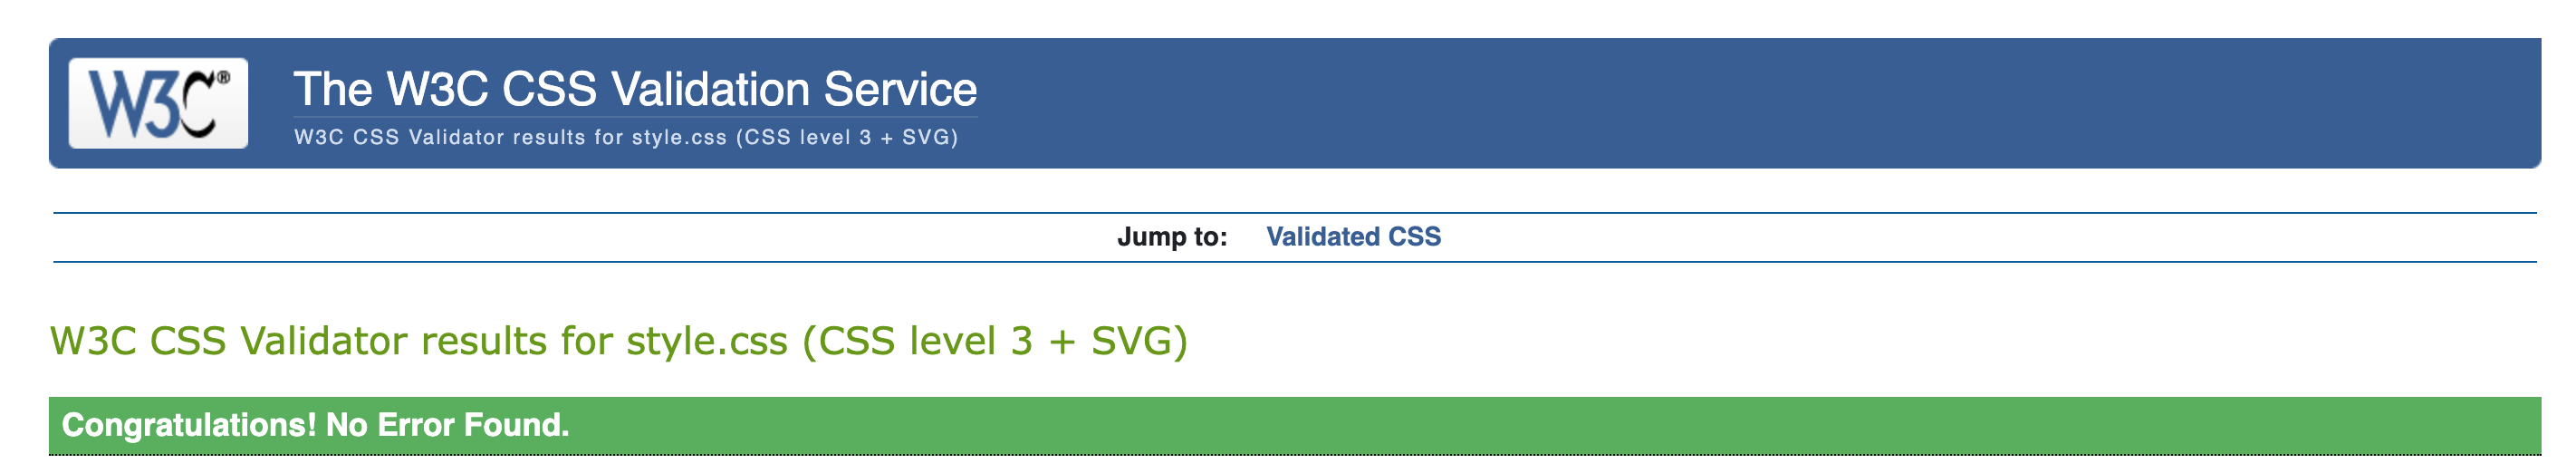 W3C®
The W3C CSS Validation Service
W3C CSS Validator results for style.css (CSS level 3 + SVG)
Jump to: Validated CSS
W3C CSS Validator results for style.css (CSS level 3 + SVG)
Congratulations! No Error Found.